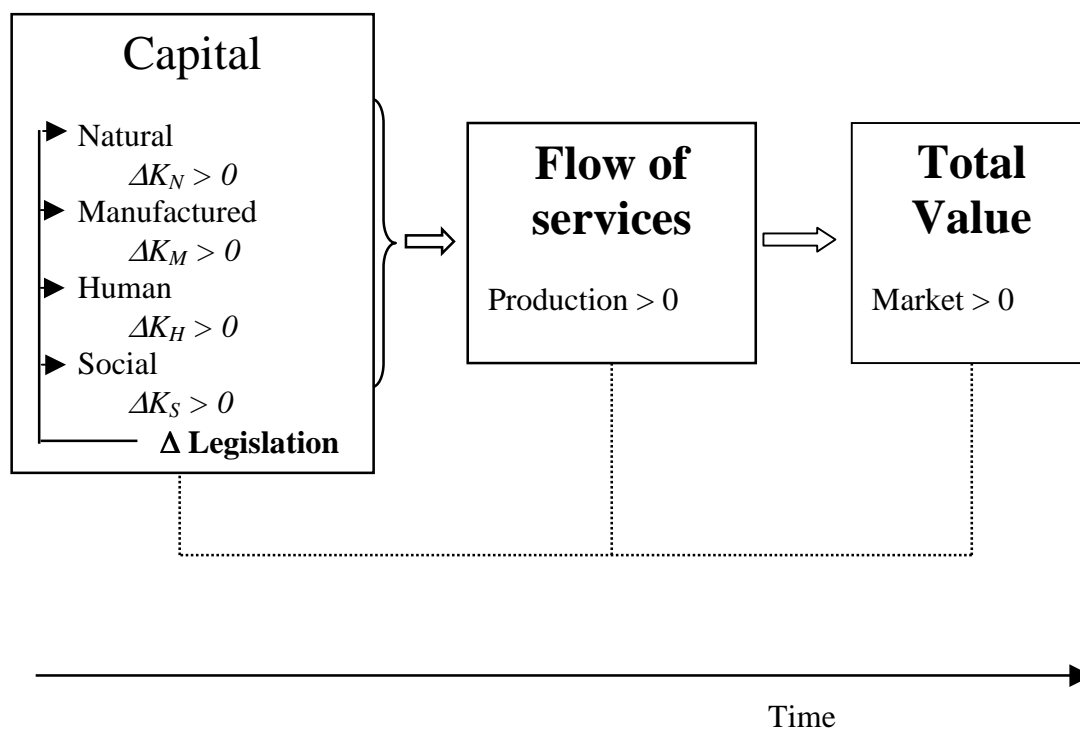 Capital
Natural
ΔK_N > 0
Manufactured
ΔK_M > 0
Human
ΔK_H > 0
Social
ΔK_S > 0
Δ Legislation
Flow of
services
Production > 0
Total
Value
Market > 0
Time